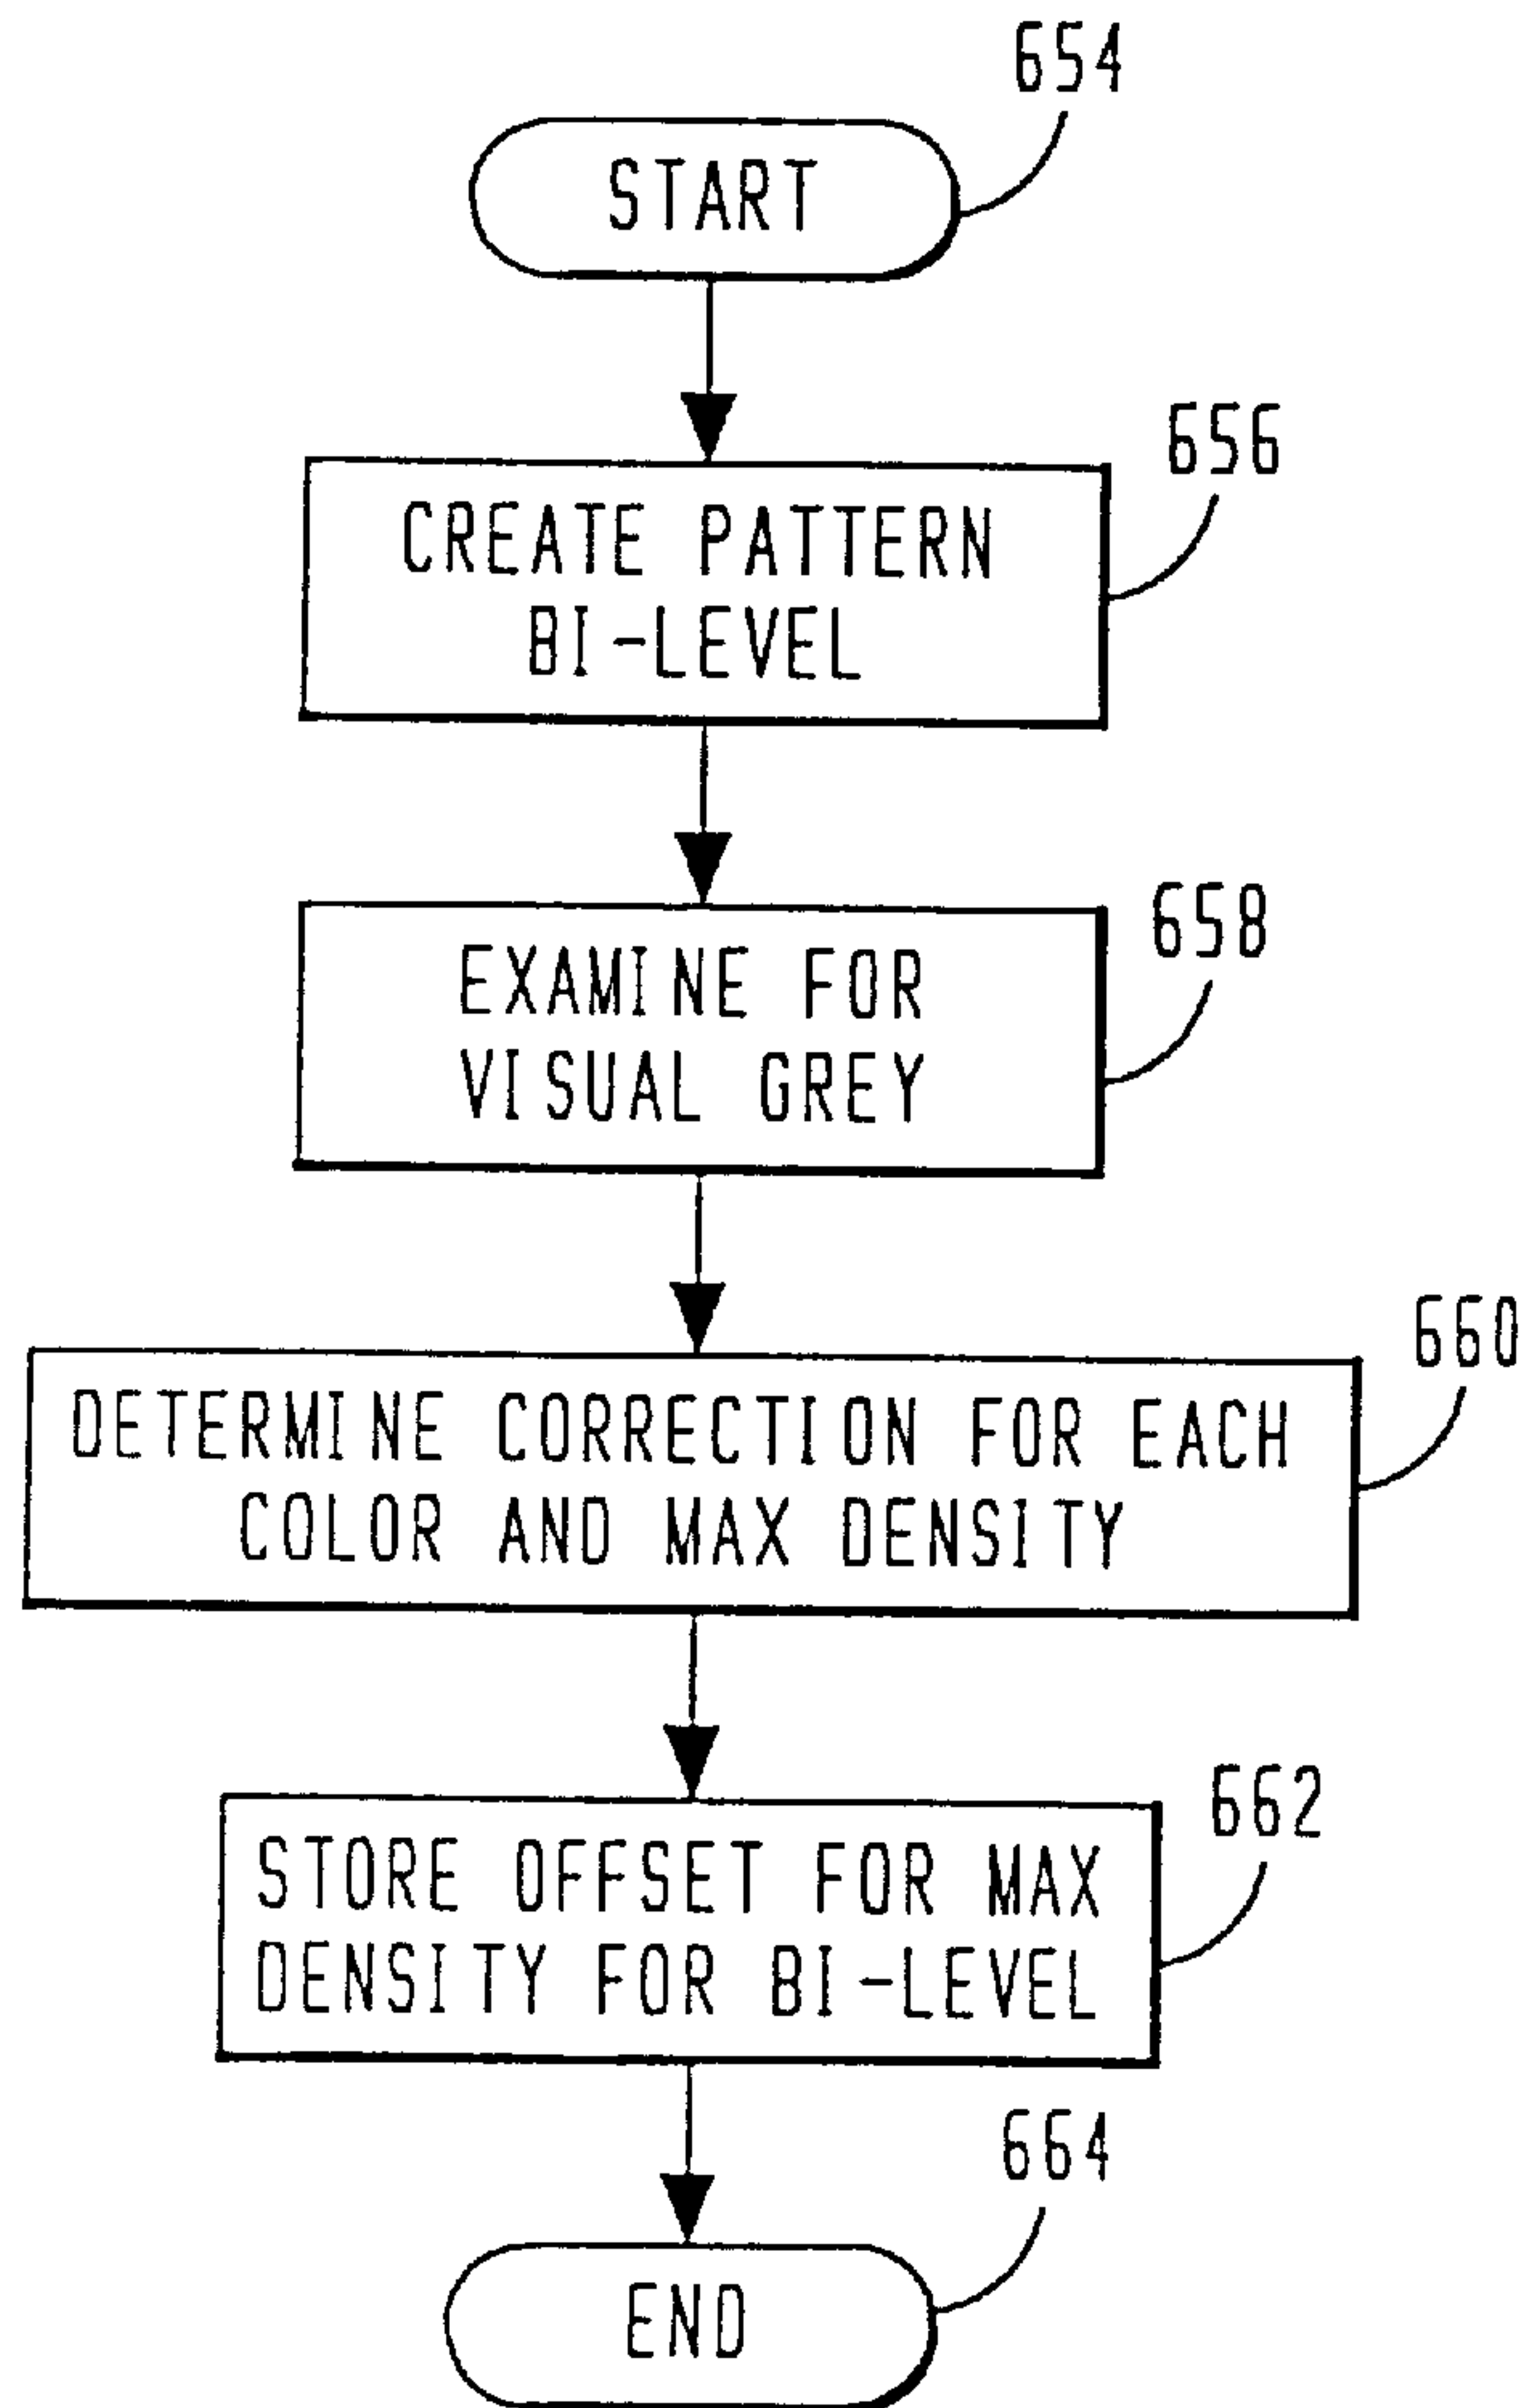 654
START
656
CREATE PATTERN
BI-LEVEL
658
EXAMINE FOR
VISUAL GREY
660
DETERMINE CORRECTION FOR EACH
COLOR AND MAX DENSITY
662
STORE OFFSET FOR MAX
DENSITY FOR BI-LEVEL
664
END